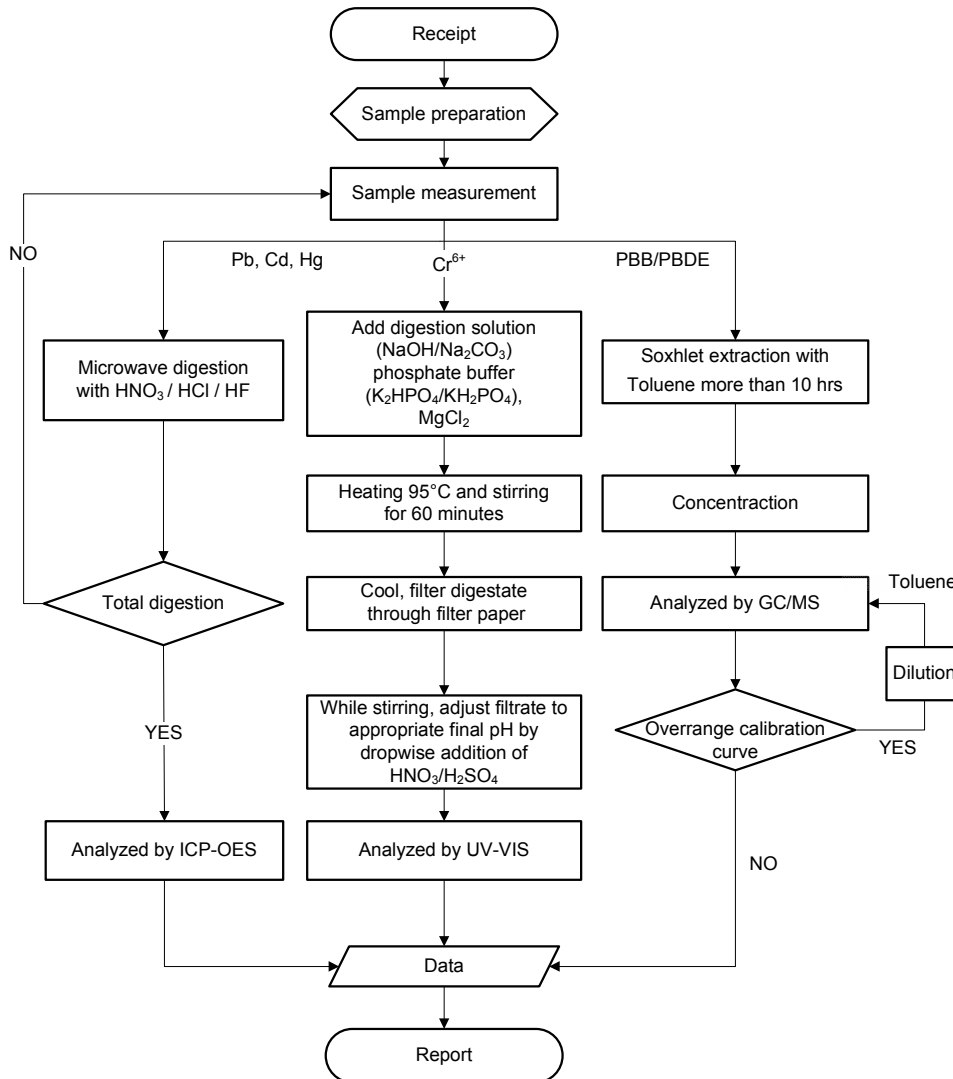 Receipt
Sample preparation
Sample measurement
NO
Pb, Cd, Hg
Cr⁶⁺
PBB/PBDE
Microwave digestion
with HNO₃ / HCl / HF
Add digestion solution
(NaOH/Na₂CO₃)
phosphate buffer
(K₂HPO₄/KH₂PO₄),
MgCl₂
Soxhlet extraction with
Toluene more than 10 hrs
Heating 95°C and stirring
for 60 minutes
Concentraction
Total digestion
Cool, filter digestate
through filter paper
Analyzed by GC/MS
Toluene
Dilution
YES
While stirring, adjust filtrate to
appropriate final pH by
dropwise addition of
HNO₃/H₂SO₄
Overrange calibration
curve
YES
Analyzed by ICP-OES
Analyzed by UV-VIS
NO
Data
Report